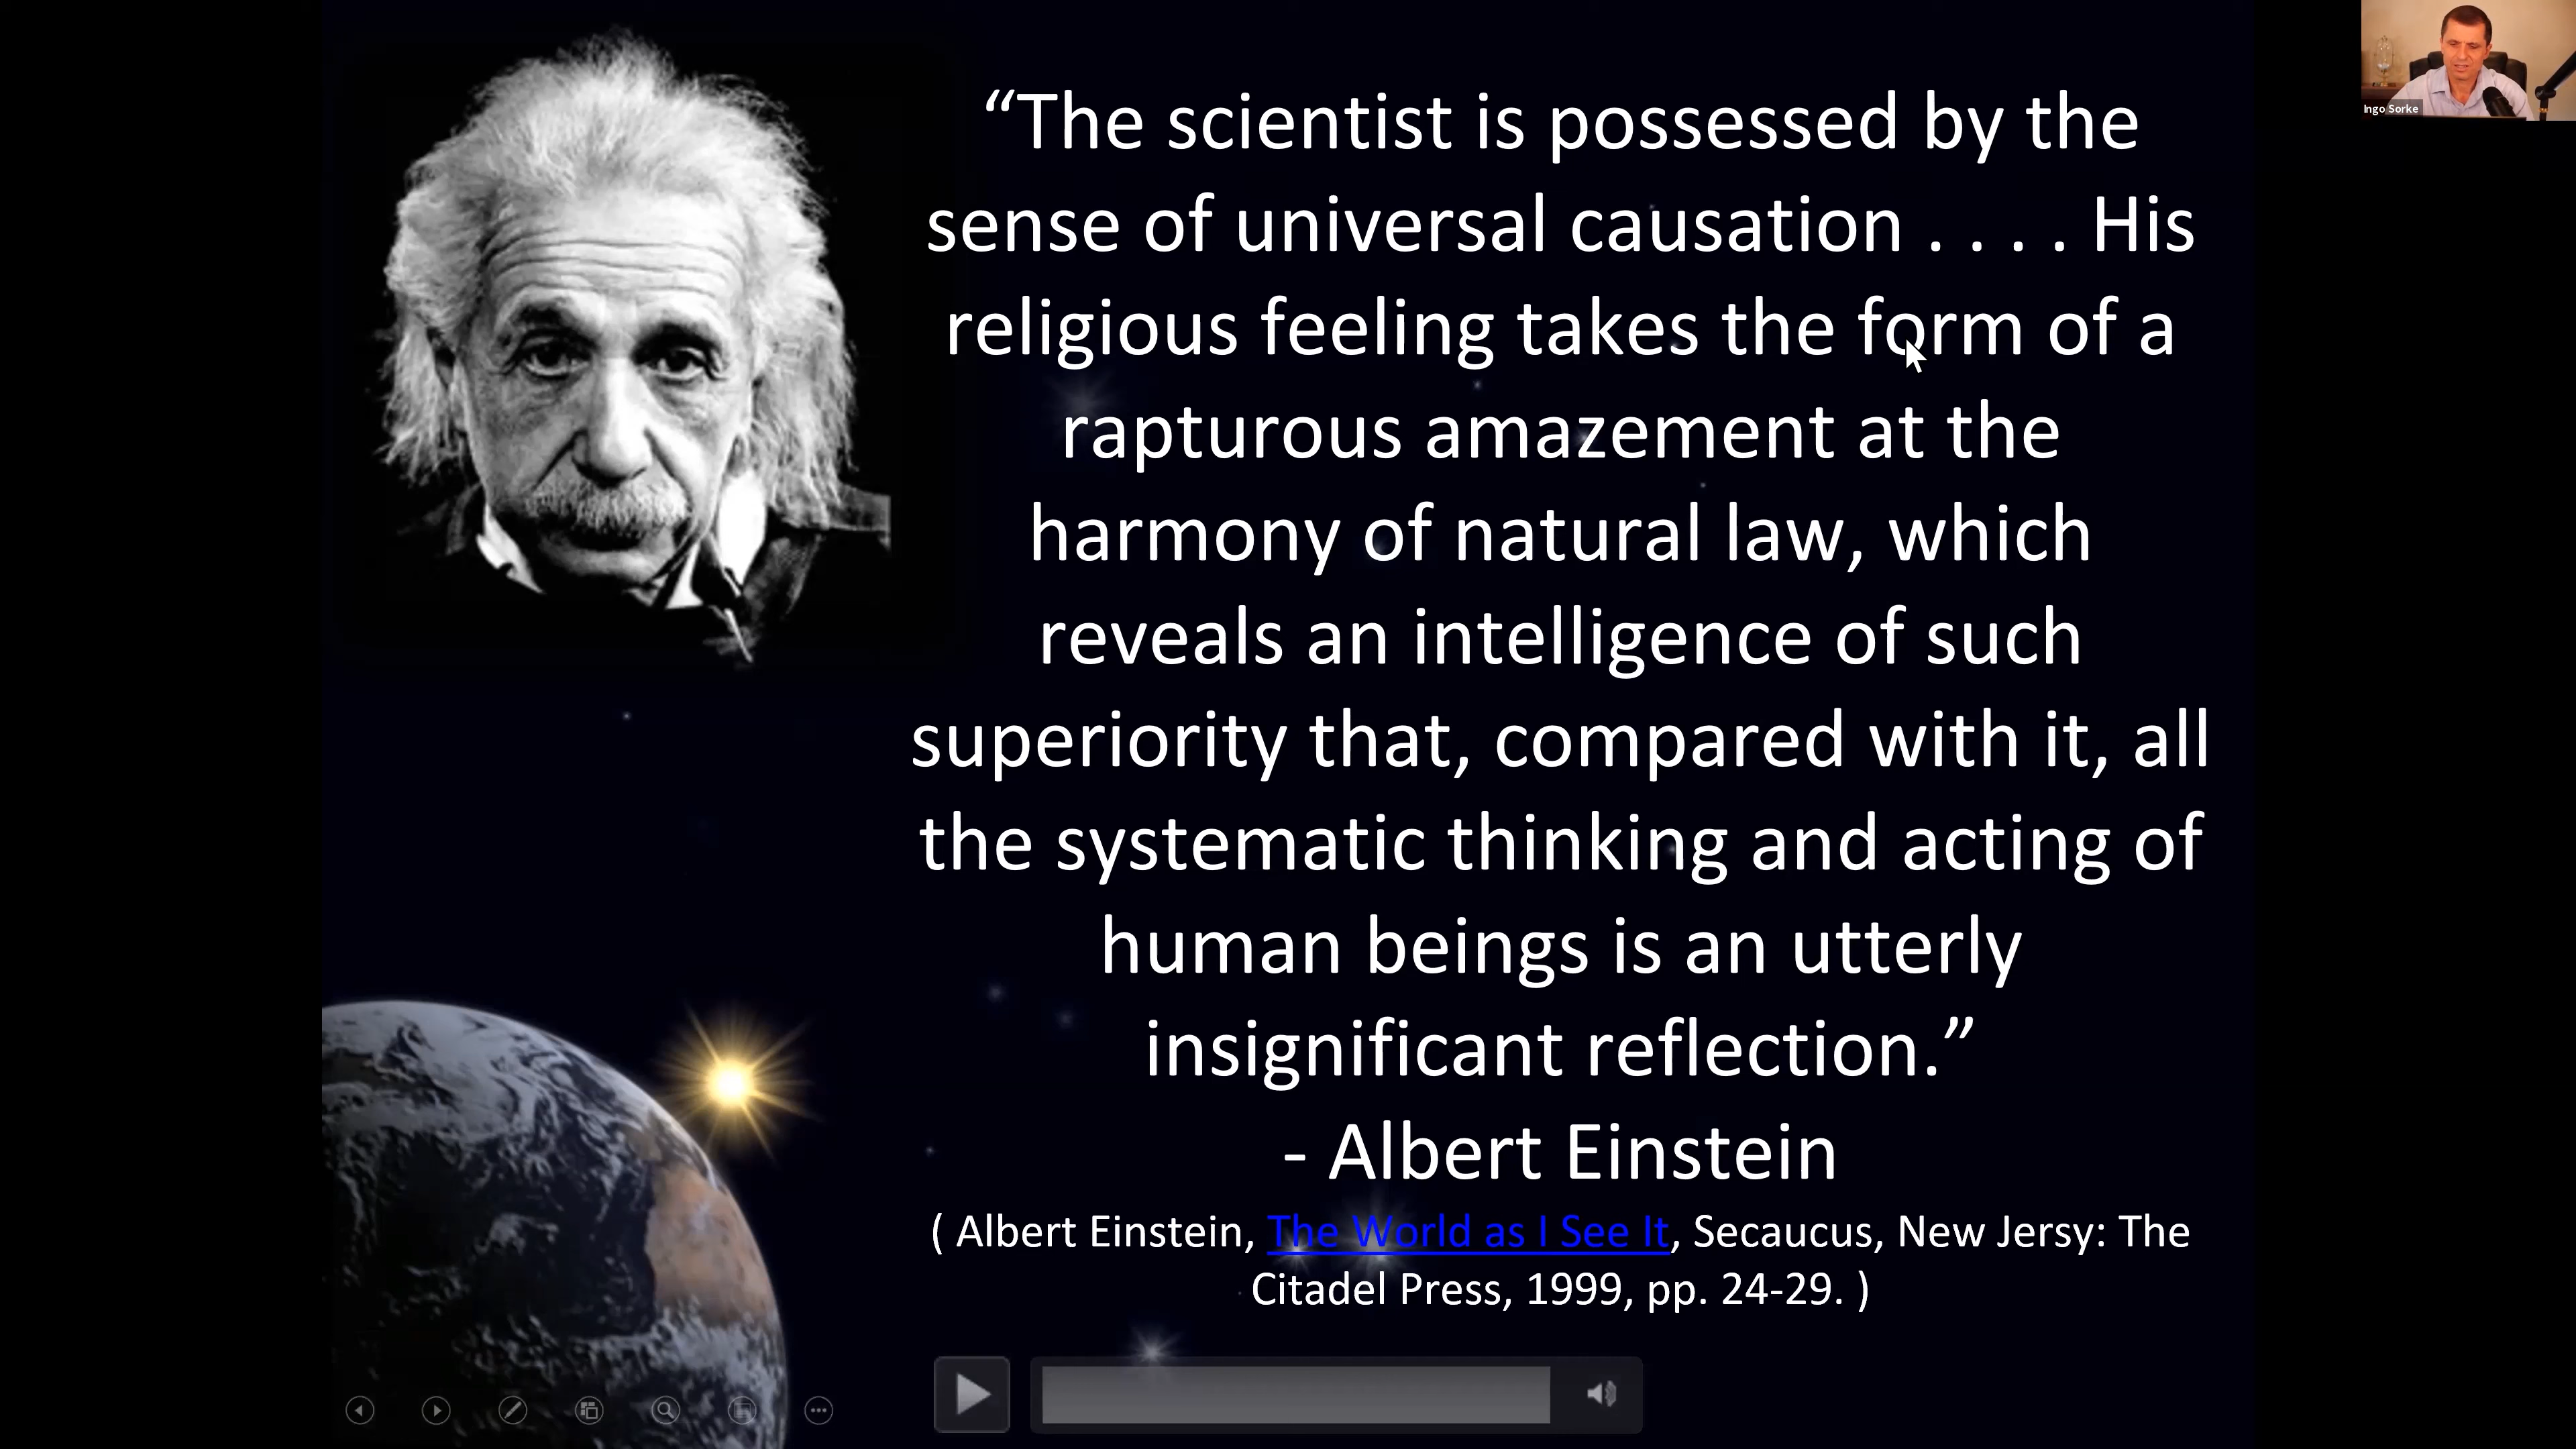 “The scientist is possessed by the
sense of universal causation . . . . His
religious feeling takes the form of a
rapturous amazement at the
harmony of natural law, which
reveals an intelligence of such
superiority that, compared with it, all
the systematic thinking and acting of
human beings is an utterly
insignificant reflection.”
- Albert Einstein
( Albert Einstein, The World as I See It, Secaucus, New Jersy: The
Citadel Press, 1999, pp. 24-29. )
Ingo Sorke